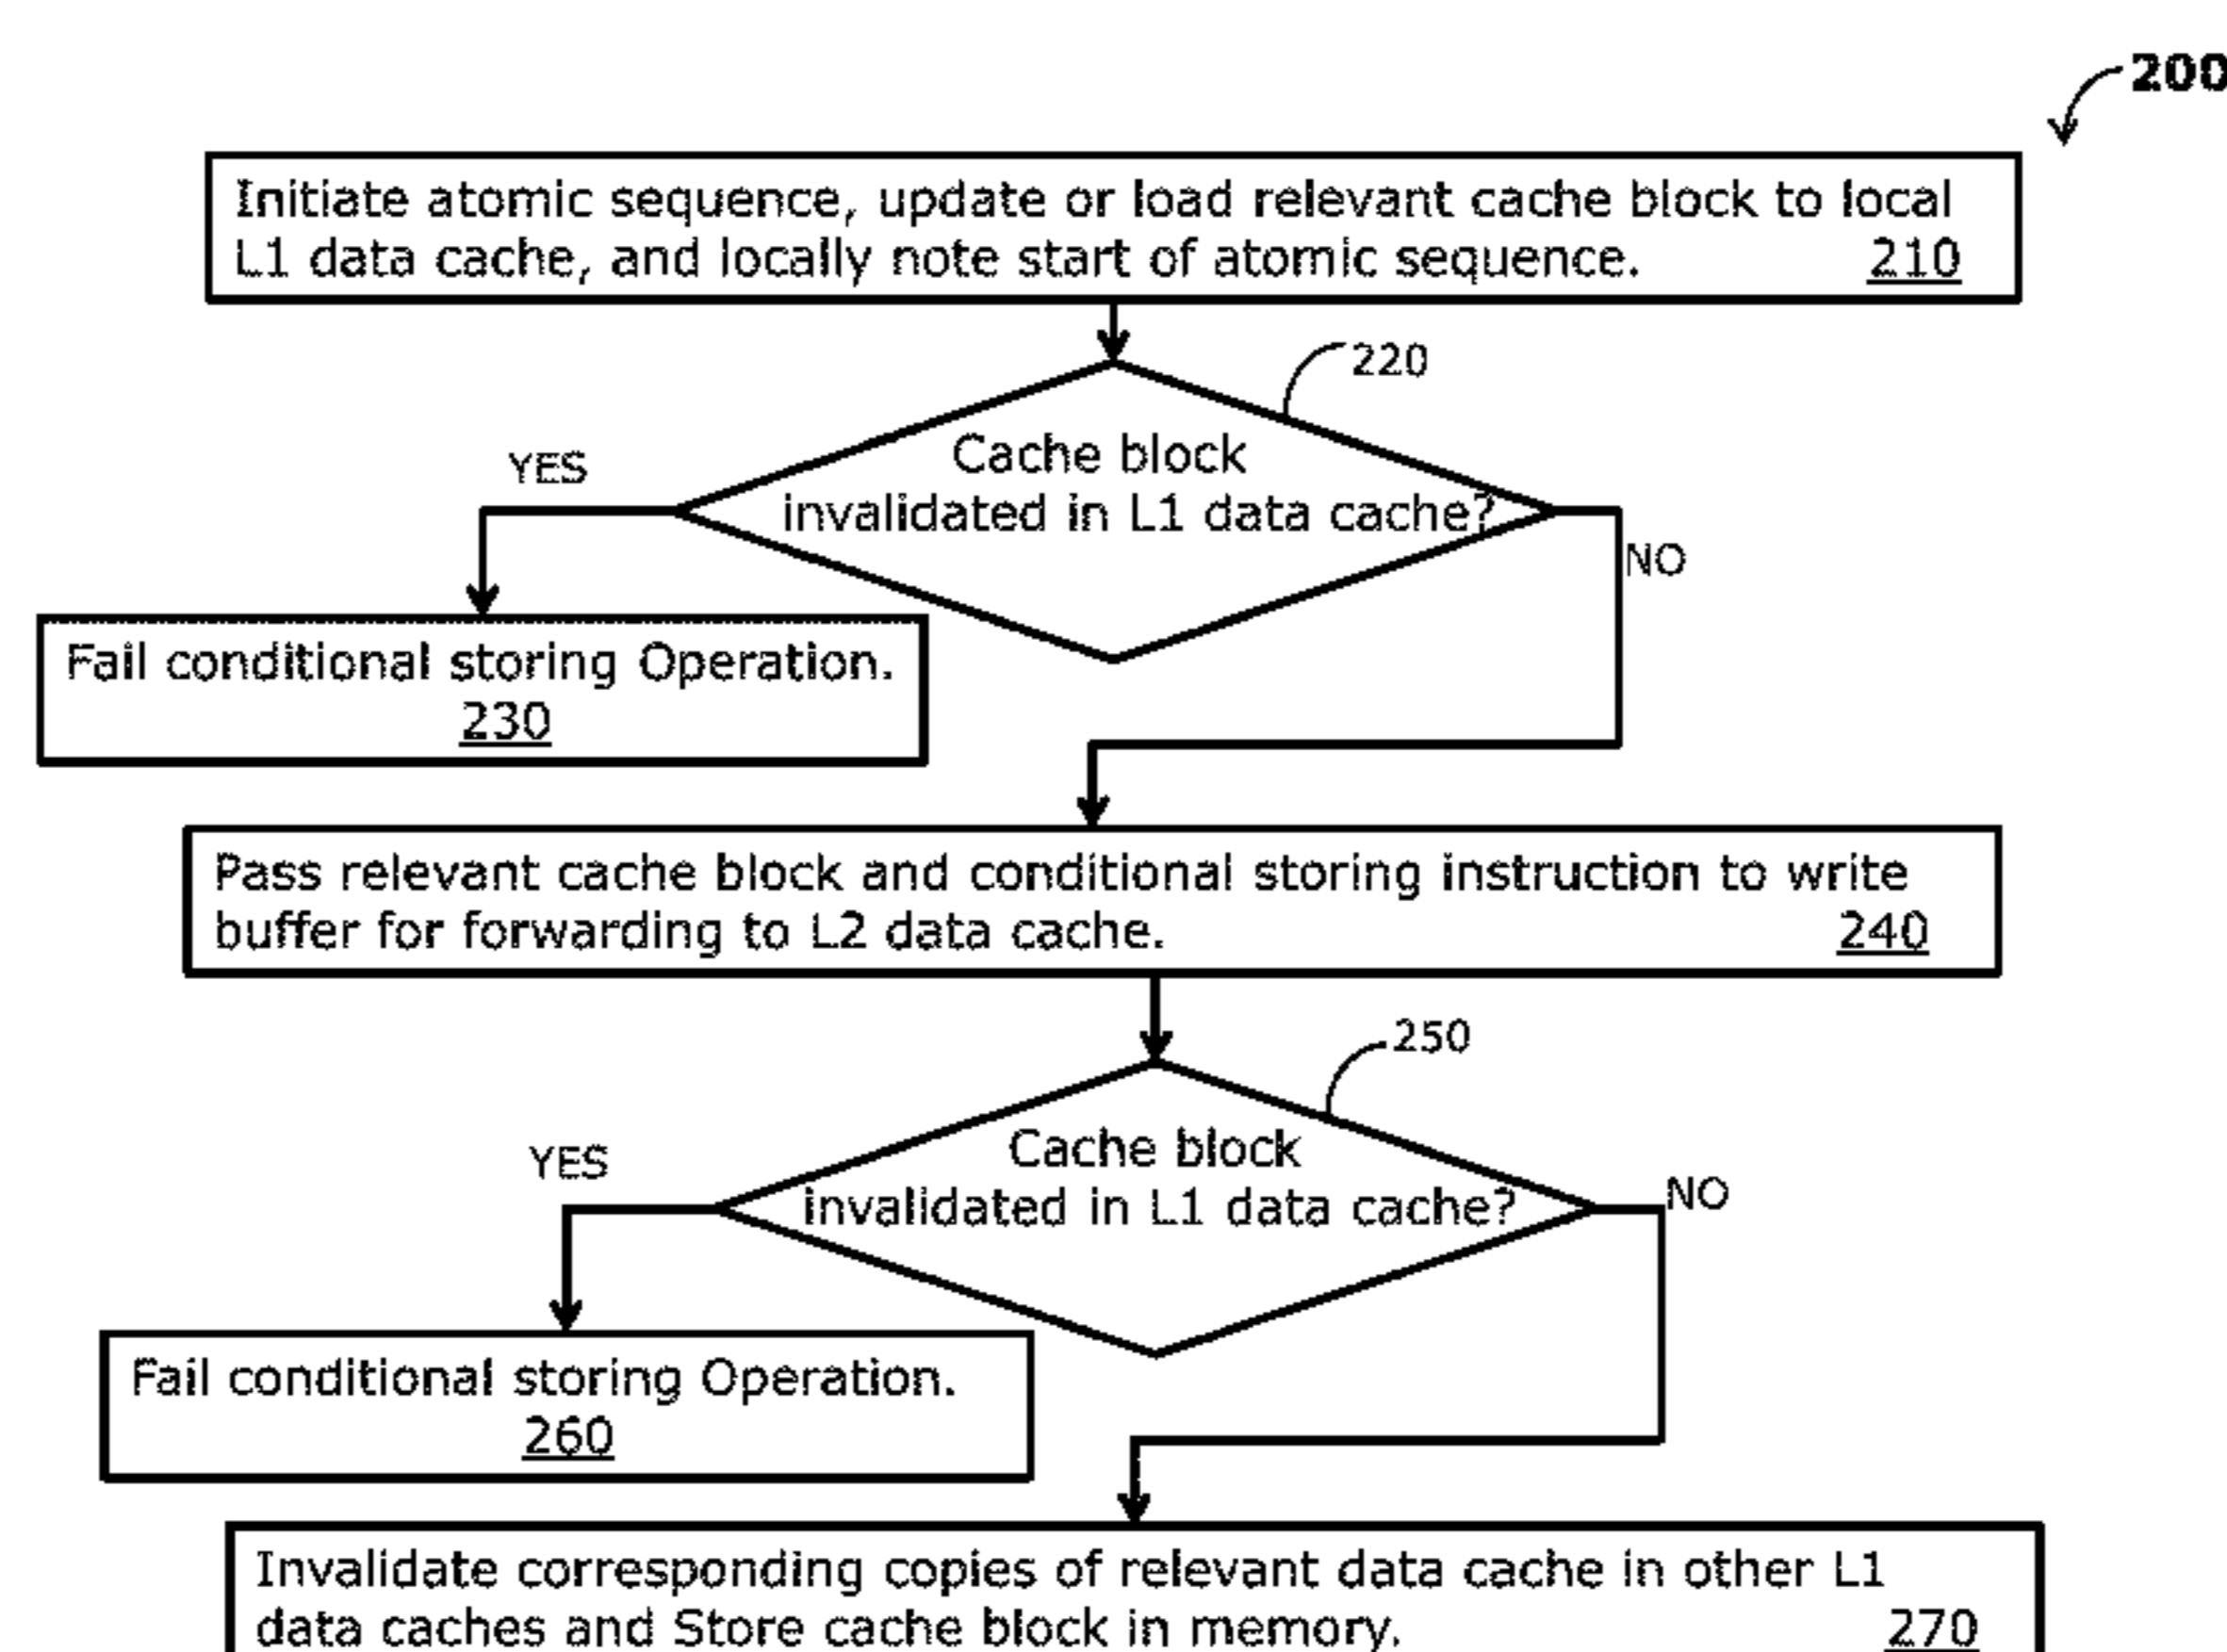 200
Initiate atomic sequence, update or load relevant cache block to local
L1 data cache, and locally note start of atomic sequence. 210
220
Cache block
invalidated in L1 data cache?
YES
NO
Fail conditional storing Operation.
230
Pass relevant cache block and conditional storing instruction to write
buffer for forwarding to L2 data cache. 240
250
Cache block
invalidated in L1 data cache?
YES
NO
Fail conditional storing Operation.
260
Invalidate corresponding copies of relevant data cache in other L1
data caches and Store cache block in memory. 270